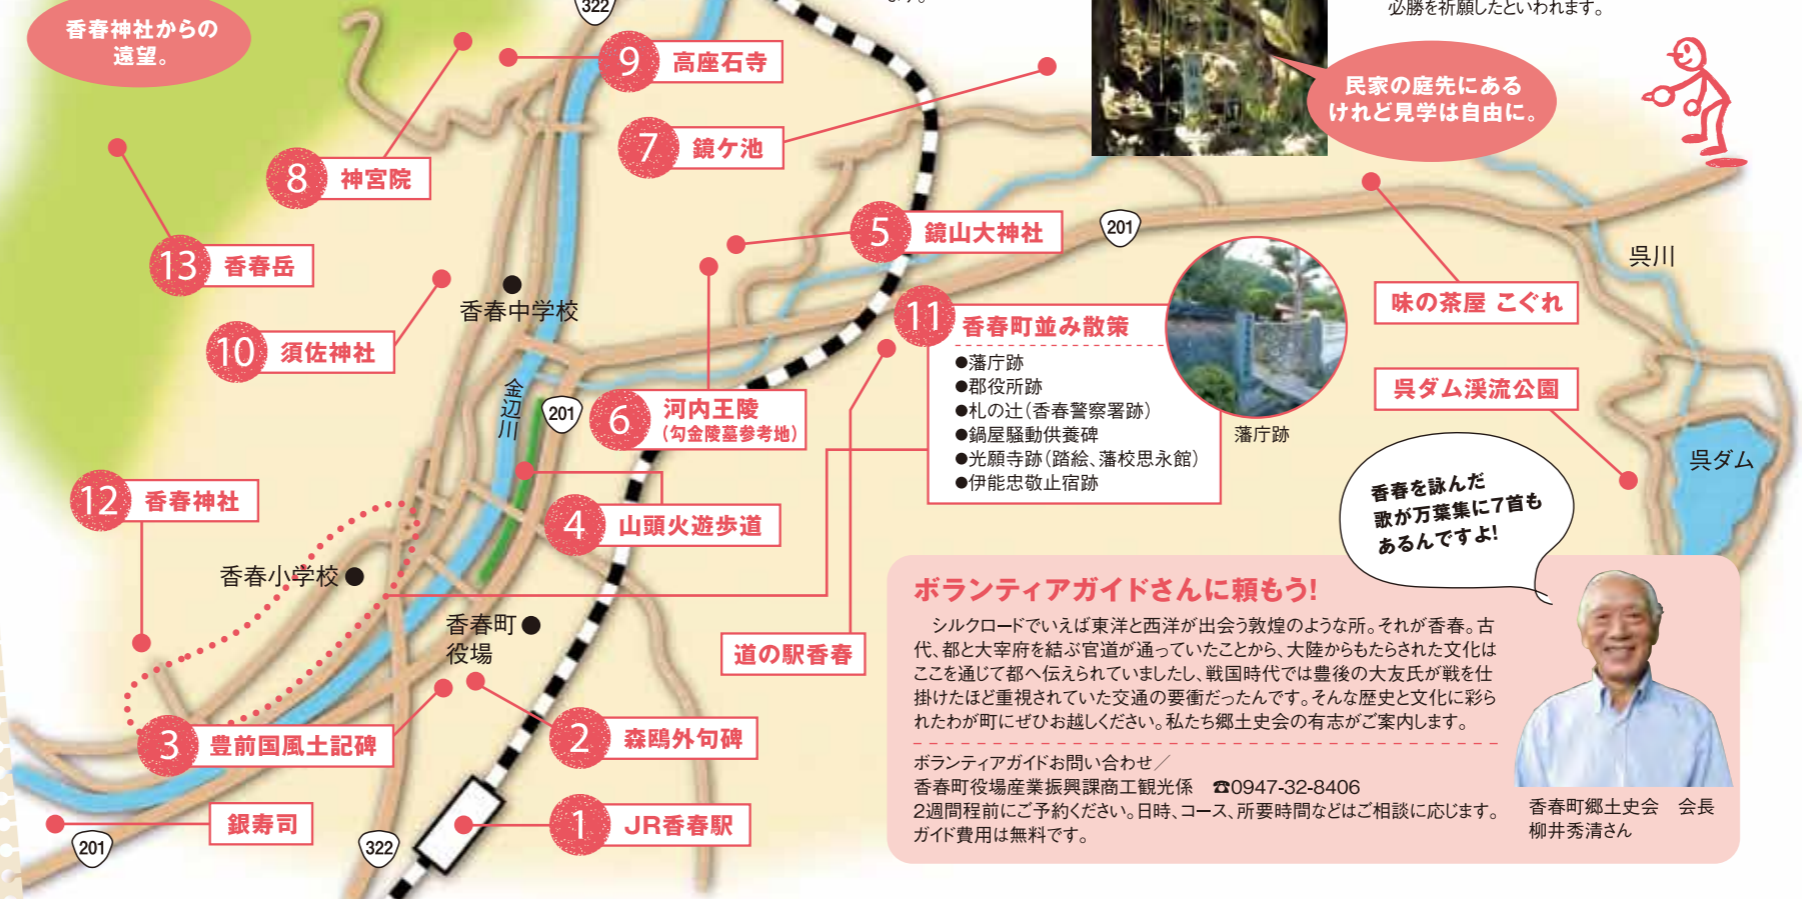 322
必勝を祈願したといわれます。
香春神社からの
遠望。
9 高座石寺
民家の庭先にある
けれど見学は自由に。
7 鏡ケ池
8 神宮院
5 鏡山大神社
201
13 香春岳
呉川
香春中学校
味の茶屋 こぐれ
11 香春町並み散策
●藩庁跡
●郡役所跡
●札の辻(香春警察署跡)
●鍋屋騒動供養碑
●光願寺跡(踏絵、藩校思永館)
●伊能忠敬止宿跡
藩庁跡
10 須佐神社
呉ダム渓流公園
金辺川
201
6 河内王陵
(勾金陵墓参考地)
呉ダム
12 香春神社
4 山頭火遊歩道
香春を詠んだ
歌が万葉集に7首も
あるんですよ!
香春小学校
香春町
役場
道の駅香春
3 豊前国風土記碑
2 森鴎外句碑
銀寿司
1 JR香春駅
201
322
ボランティアガイドさんに頼もう!
シルクロードでいえば東洋と西洋が出会う敦煌のような所。それが香春。古
代、都と大宰府を結ぶ官道が通っていたことから、大陸からもたらされた文化は
ここを通じて都へ伝えられていましたし、戦国時代では豊後の大友氏が戦を仕
掛けたほど重視されていた交通の要衝だったんです。そんな歴史と文化に彩ら
れたわが町にぜひお越しください。私たち郷土史会の有志がご案内します。
ボランティアガイドお問い合わせ／
香春町役場産業振興課商工観光係 ☎0947-32-8406
2週間程前にご予約ください。日時、コース、所要時間などはご相談に応じます。
ガイド費用は無料です。
香春町郷土史会 会長
柳井秀清さん